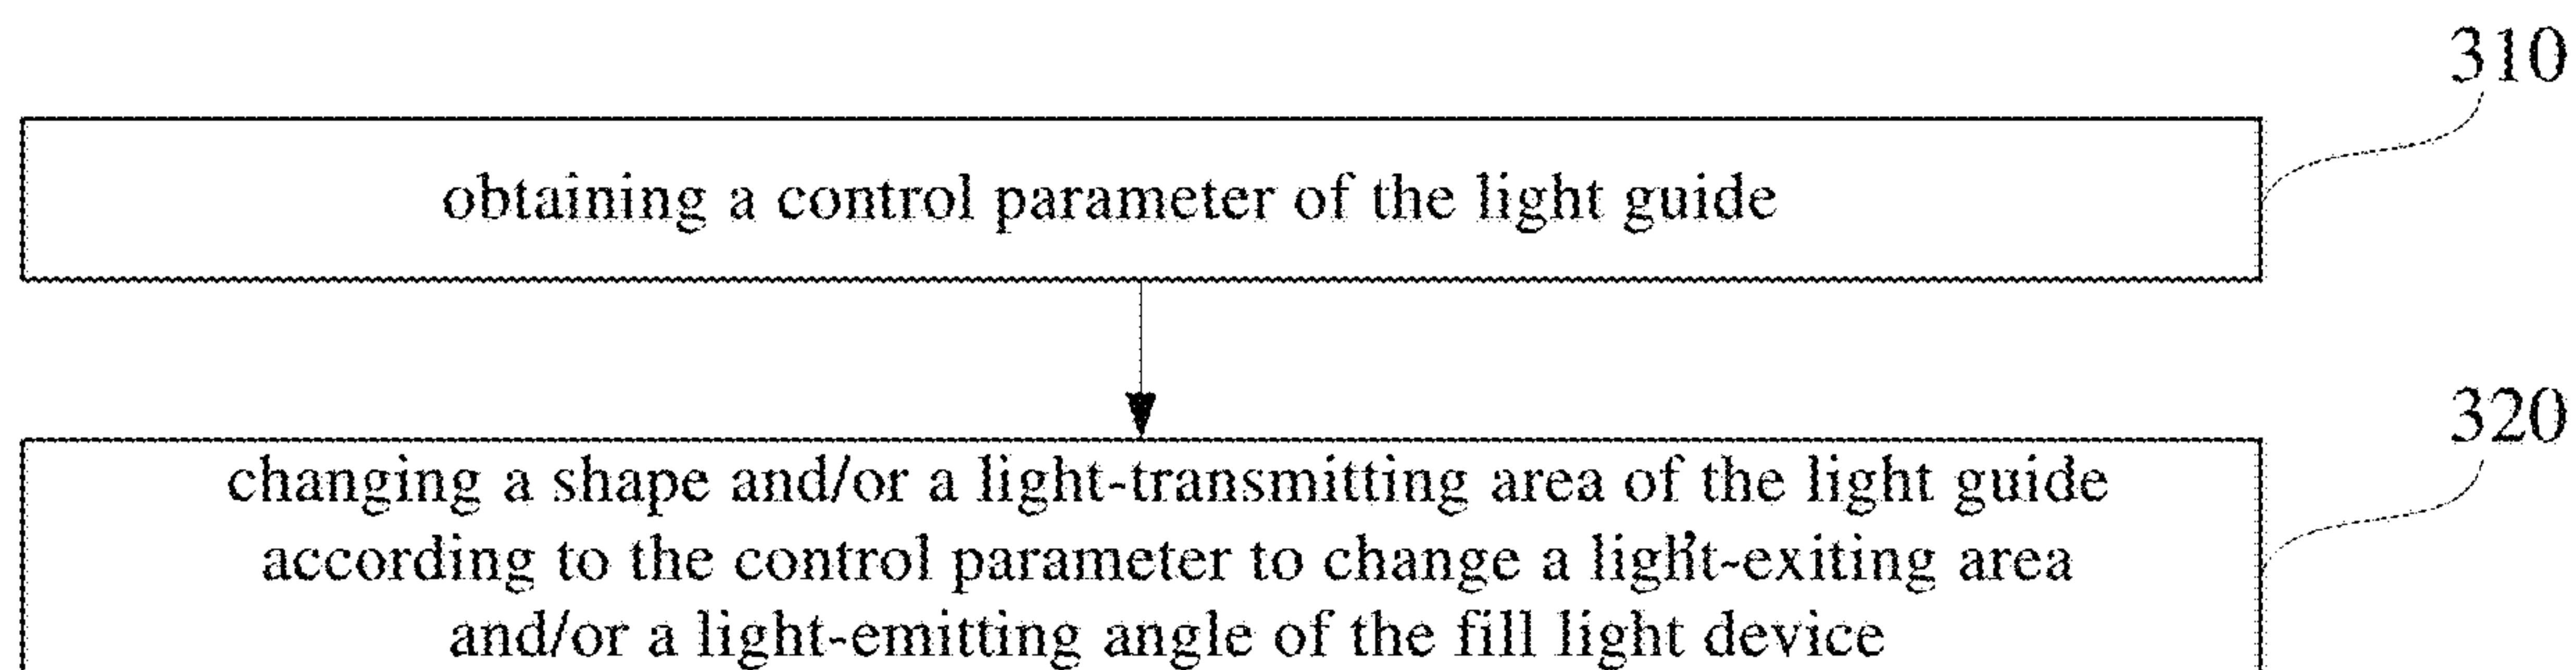 310
obtaining a control parameter of the light guide
320
changing a shape and/or a light-transmitting area of the light guide
according to the control parameter to change a light-exiting area
and/or a light-emitting angle of the fill light device